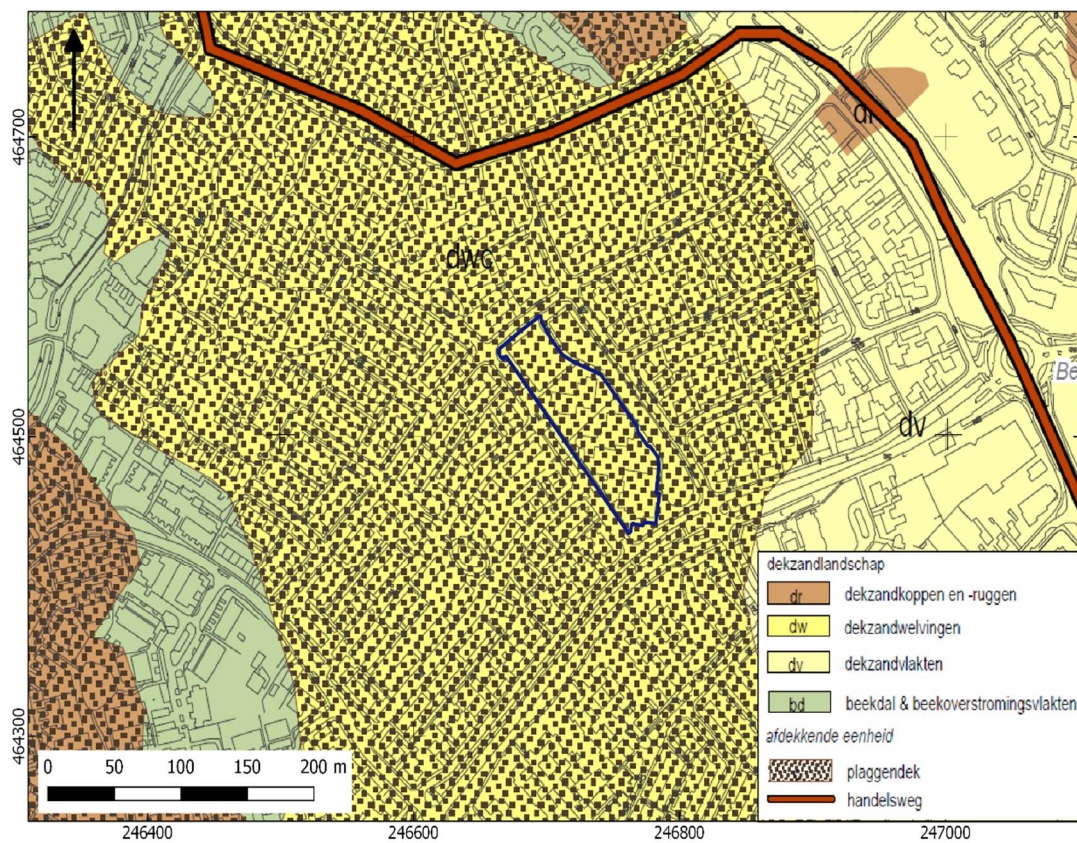 464700
464500
464300
dr
dwc
dv
Be
dekzandlandschap
dr dekzandkoppen en -ruggen
dw dekzandwelvingen
dv dekzandvlakten
bd beekdal & beekoverstromingsvlakten
afdekkende eenheid
plaggendek
handelsweg
0 50 100 150 200 m
246400 246600 246800 247000